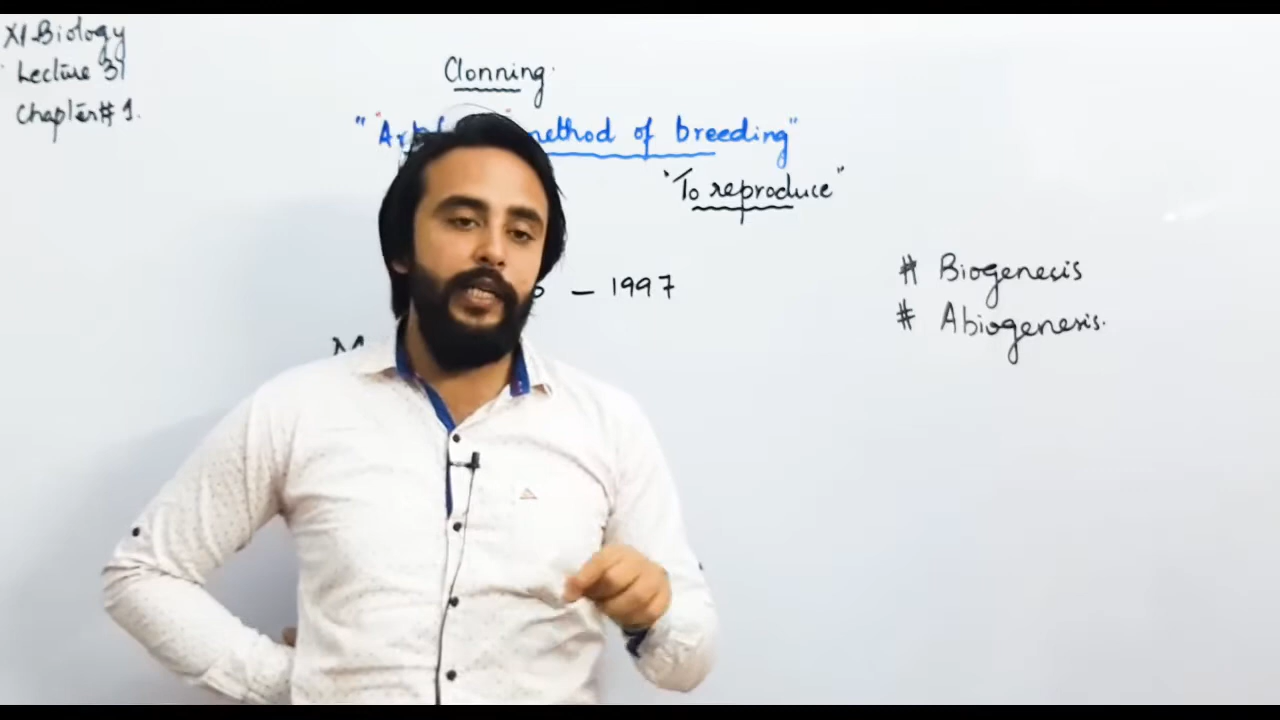 XI Biology
Lecture 31
Chapter# 1.
Clonning.
method of breeding"
"To reproduce"
– 1997
# Biogenesis
# Abiogenesis.